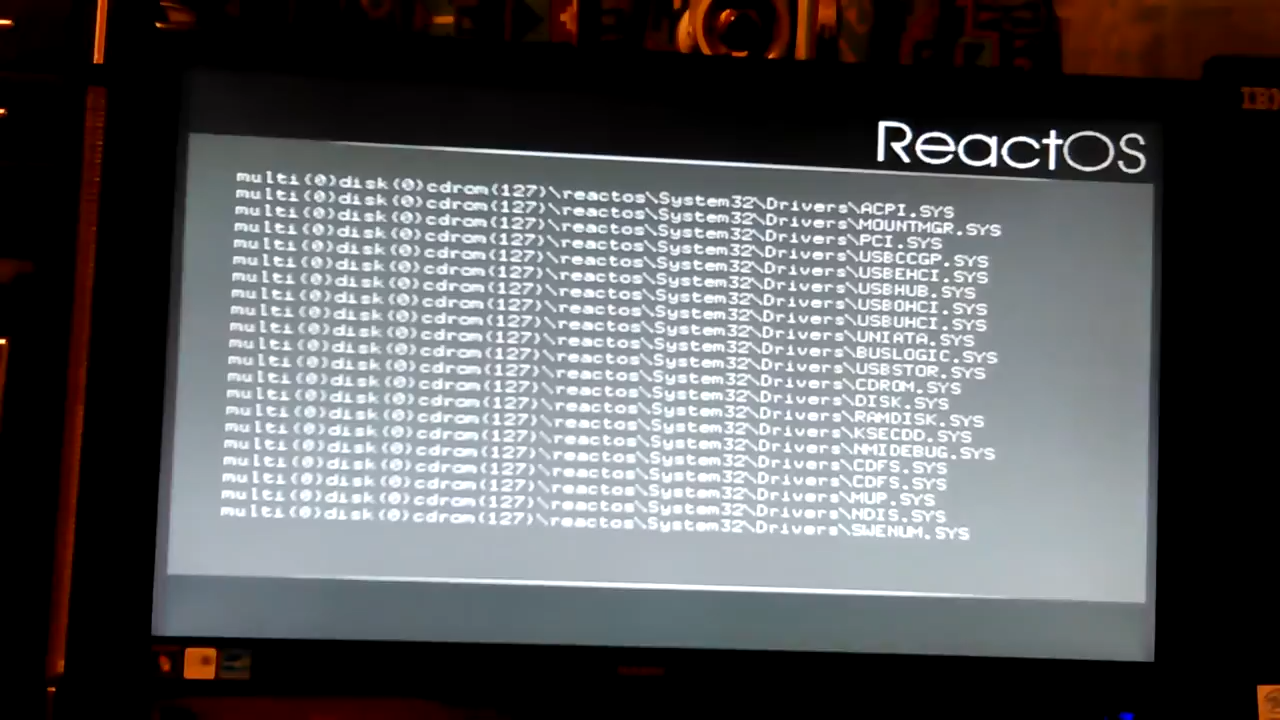 IBM
ReactOS
multi(0)disk(0)cdrom(127)\reactos\System32\Drivers\ACPI.SYS
multi(0)disk(0)cdrom(127)\reactos\System32\Drivers\MOUNTMGR.SYS
multi(0)disk(0)cdrom(127)\reactos\System32\Drivers\PCI.SYS
multi(0)disk(0)cdrom(127)\reactos\System32\Drivers\USBCCGP.SYS
multi(0)disk(0)cdrom(127)\reactos\System32\Drivers\USBEHCI.SYS
multi(0)disk(0)cdrom(127)\reactos\System32\Drivers\USBHUB.SYS
multi(0)disk(0)cdrom(127)\reactos\System32\Drivers\USBOHCI.SYS
multi(0)disk(0)cdrom(127)\reactos\System32\Drivers\USBUHCI.SYS
multi(0)disk(0)cdrom(127)\reactos\System32\Drivers\UNIATA.SYS
multi(0)disk(0)cdrom(127)\reactos\System32\Drivers\BUSLOGIC.SYS
multi(0)disk(0)cdrom(127)\reactos\System32\Drivers\USBSTOR.SYS
multi(0)disk(0)cdrom(127)\reactos\System32\Drivers\CDROM.SYS
multi(0)disk(0)cdrom(127)\reactos\System32\Drivers\DISK.SYS
multi(0)disk(0)cdrom(127)\reactos\System32\Drivers\RAMDISK.SYS
multi(0)disk(0)cdrom(127)\reactos\System32\Drivers\KSECDD.SYS
multi(0)disk(0)cdrom(127)\reactos\System32\Drivers\NMIDEBUG.SYS
multi(0)disk(0)cdrom(127)\reactos\System32\Drivers\CDFS.SYS
multi(0)disk(0)cdrom(127)\reactos\System32\Drivers\CDFS.SYS
multi(0)disk(0)cdrom(127)\reactos\System32\Drivers\MUP.SYS
multi(0)disk(0)cdrom(127)\reactos\System32\Drivers\NDIS.SYS
multi(0)disk(0)cdrom(127)\reactos\System32\Drivers\SWENUM.SYS